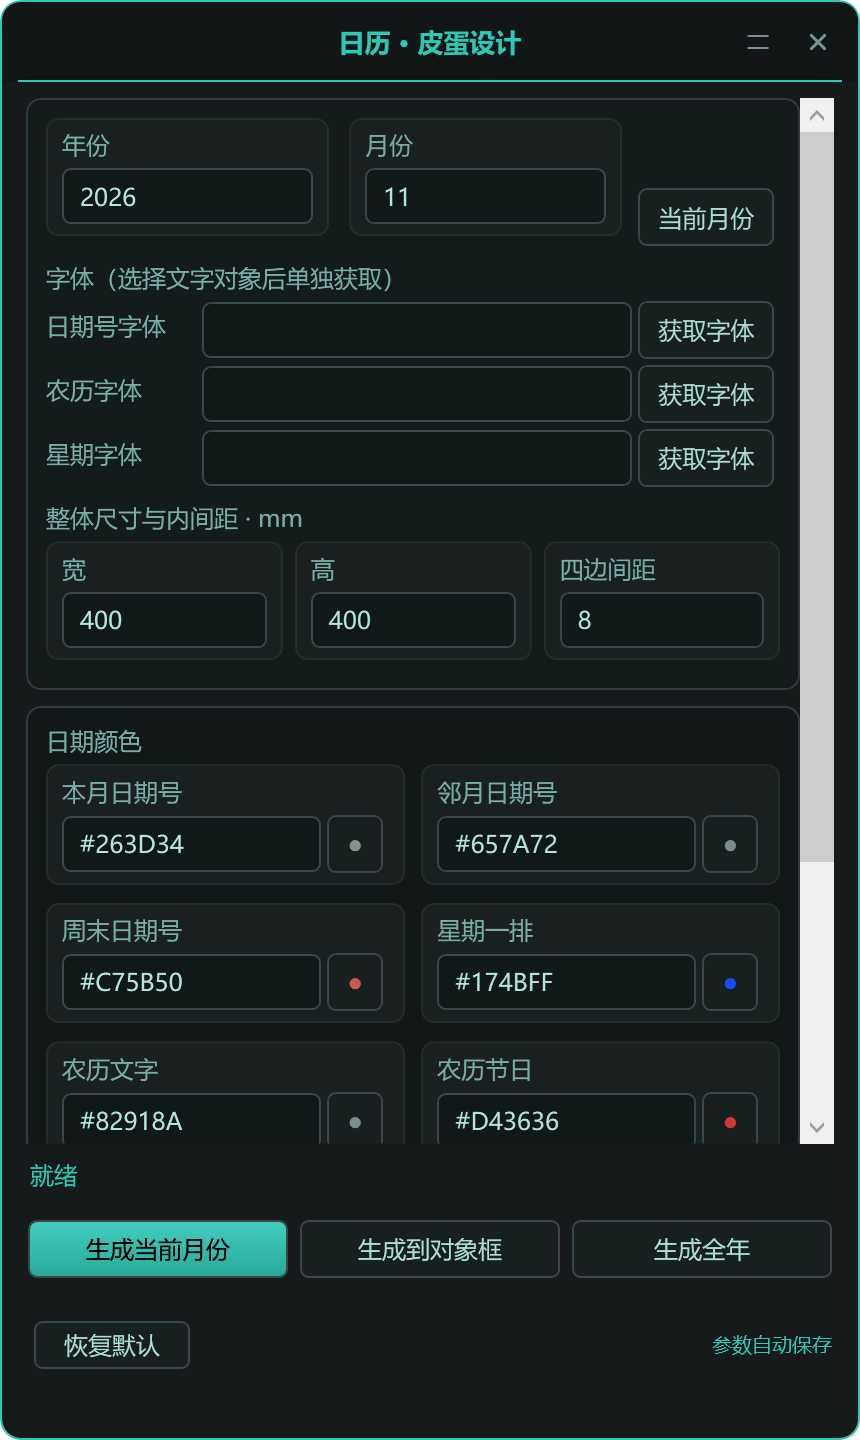 日历 • 皮蛋设计
年份 月份
2026 11
当前月份
字体（选择文字对象后单独获取）
日期号字体 获取字体
农历字体 获取字体
星期字体 获取字体
整体尺寸与内间距 · mm
宽 高 四边间距
400 400 8
日期颜色
本月日期号 邻月日期号
#263D34 #657A72
周末日期号 星期一排
#C75B50 #174BFF
农历文字 农历节日
#82918A #D43636
就绪
生成当前月份 生成到对象框 生成全年
恢复默认 参数自动保存